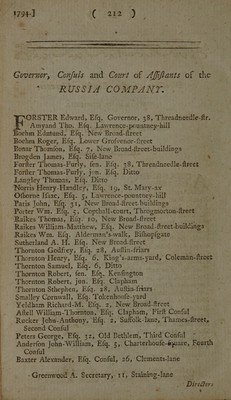 1794.] ( 212 )
Governor, Consuls and Court of Assistants of the
RUSSIA COMPANY.
FORSTER Edward, Esq. Governor. 38, Threadneedle-str.
Amyand Tho. Esq. Lawrence-pountney-hill
Boehm Edmund, Esq. New Broad-street
Boehm Roger, Esq. Lower Grosvenor-street
Bonar Thomson, Esq. 7, New Broad-street-buildings
Brogden James, Esq. Sise-lane
Forster Thomas-Furly, sen. Esq. 38, Threadneedle-street
Forster Thomas-Furly, jun. Esq. Ditto
Langley Thomas, Esq. Ditto
Norris Henry-Handley, Esq. 19, St. Mary-ax
Osborne Isaac, Esq. 5, Lawrence-pountney-hill
Paris John, Esq. 31, New Broad-street-buildings
Porter Wm. Esq. 5, Copthall-court, Throgmorton-street
Raikes Thomas, Esq. 10, New Broad-street
Raikes William-Matthew, Esq. New Broad-street-buildings
Raikes Wm. Esq. Alderman's-walk, Bishopsgate
Sutherland A. H. Esq. New Broad-street
Thornton Godfrey, Esq. 28, Austin-friars
Thornton Henry, Esq. 6, King's-arms-yard, Coleman-street
Thornton Samuel, Esq. 6, Ditto
Thornton Robert, sen. Esq. Kensington
Thornton Robert, jun. Esq. Clapham
Thornton Stephen, Esq. 28, Austin-friars
Smalley Cornwall, Esq. Tokenhouse-yard
Yeldham Richard-M. Esq. 2, New Broad-street
Astell William-Thornton, Esq. Clapham, First Consul
Rucker John-Anthony, Esq. 2, Suffolk-lane, Thames-street,
Second Consul
Peters George, Esq. 32, Old Bethlem, Third Consul
Anderson John-William, Esq. 5, Charterhouse-square, Fourth
Consul
Baxter Alexander, Esq. Consul, 26, Clements-lane
Greenwood A. Secretary, 11, Staining-lane
Directors